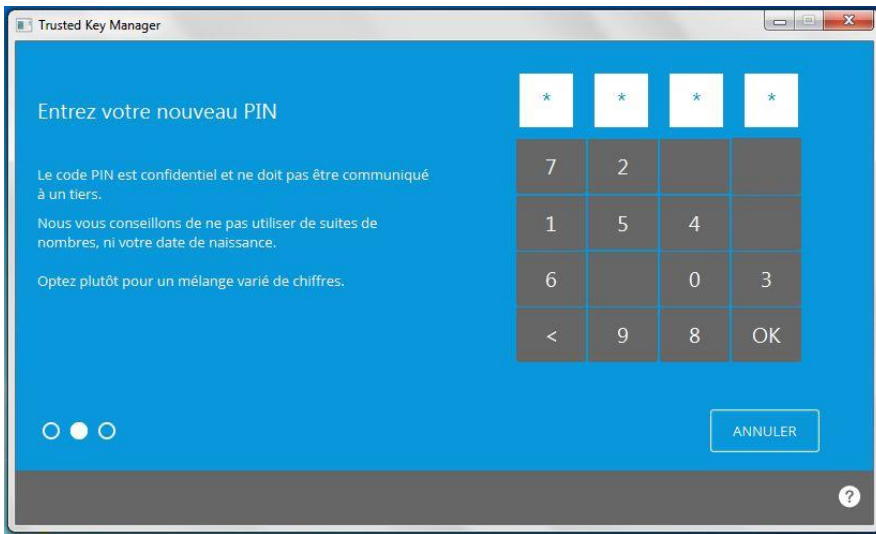 Trusted Key Manager
Entrez votre nouveau PIN
Le code PIN est confidentiel et ne doit pas être communiqué
à un tiers.
Nous vous conseillons de ne pas utiliser de suites de
nombres, ni votre date de naissance.
Optez plutôt pour un mélange varié de chiffres.
* * * *
7 2
1 5 4
6 0 3
< 9 8 OK
ANNULER
?